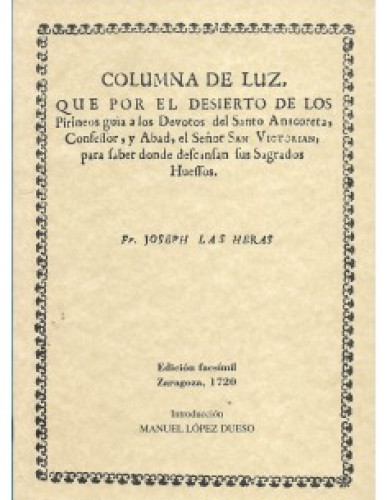 COLUMNA DE LUZ,
QUE POR EL DESIERTO DE LOS
Pirineos guia a los Devotos del Santo Anacoreta,
Confeſſor, y Abad, el Señor SAN VICTORIAN,
para ſaber donde deſcanſan ſus Sagrados
Hueſſos.
Fr. JOSEPH LAS HERAS
Edición facsímil
Zaragoza, 1720
Introducción
MANUEL LÓPEZ DUESO